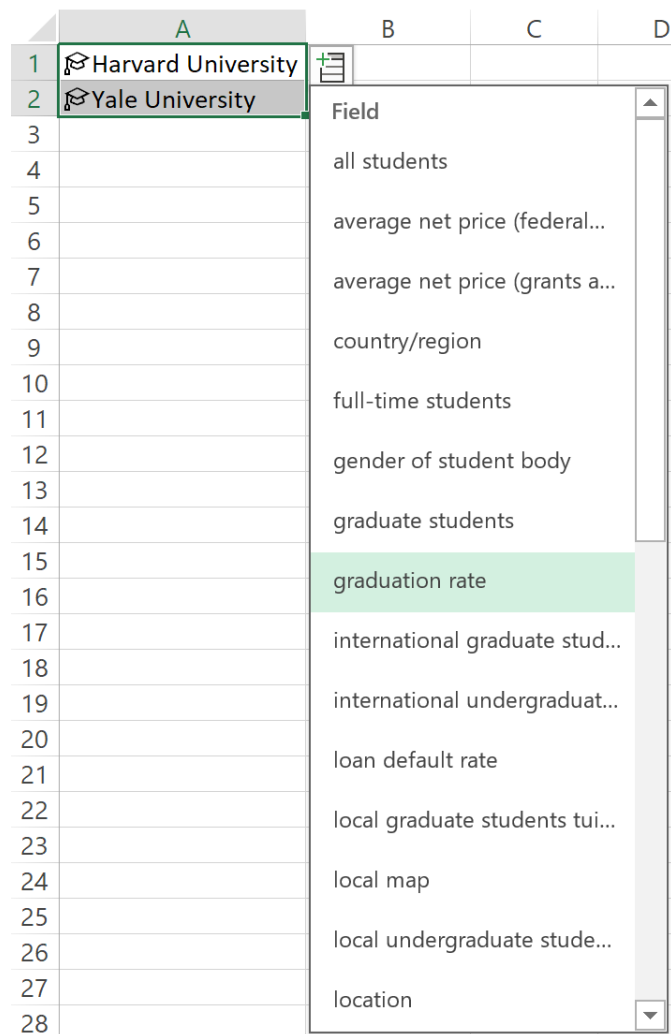 A B C D
1 Harvard University
2 Yale University
Field
3
all students
4
5
average net price (federal...
6
7
average net price (grants a...
8
9
country/region
10
full-time students
11
12
gender of student body
13
14
graduate students
15
graduation rate
16
17
international graduate stud...
18
19
international undergraduat...
20
loan default rate
21
22
local graduate students tui...
23
24
local map
25
26
local undergraduate stude...
27
location
28